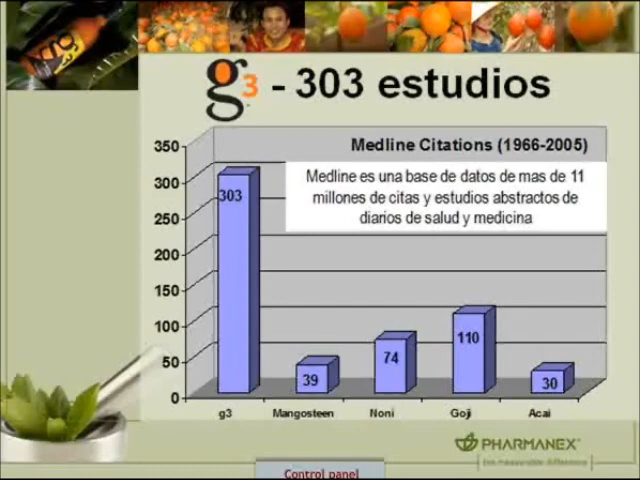 g3 - 303 estudios
Medline Citations (1966-2005)
Medline es una base de datos de mas de 11
millones de citas y estudios abstractos de
diarios de salud y medicina
350
300
250
200
150
100
50
0
303
39
74
110
30
g3
Mangosteen
Noni
Goji
Acai
PHARMANEX
the measurable difference
Control panel